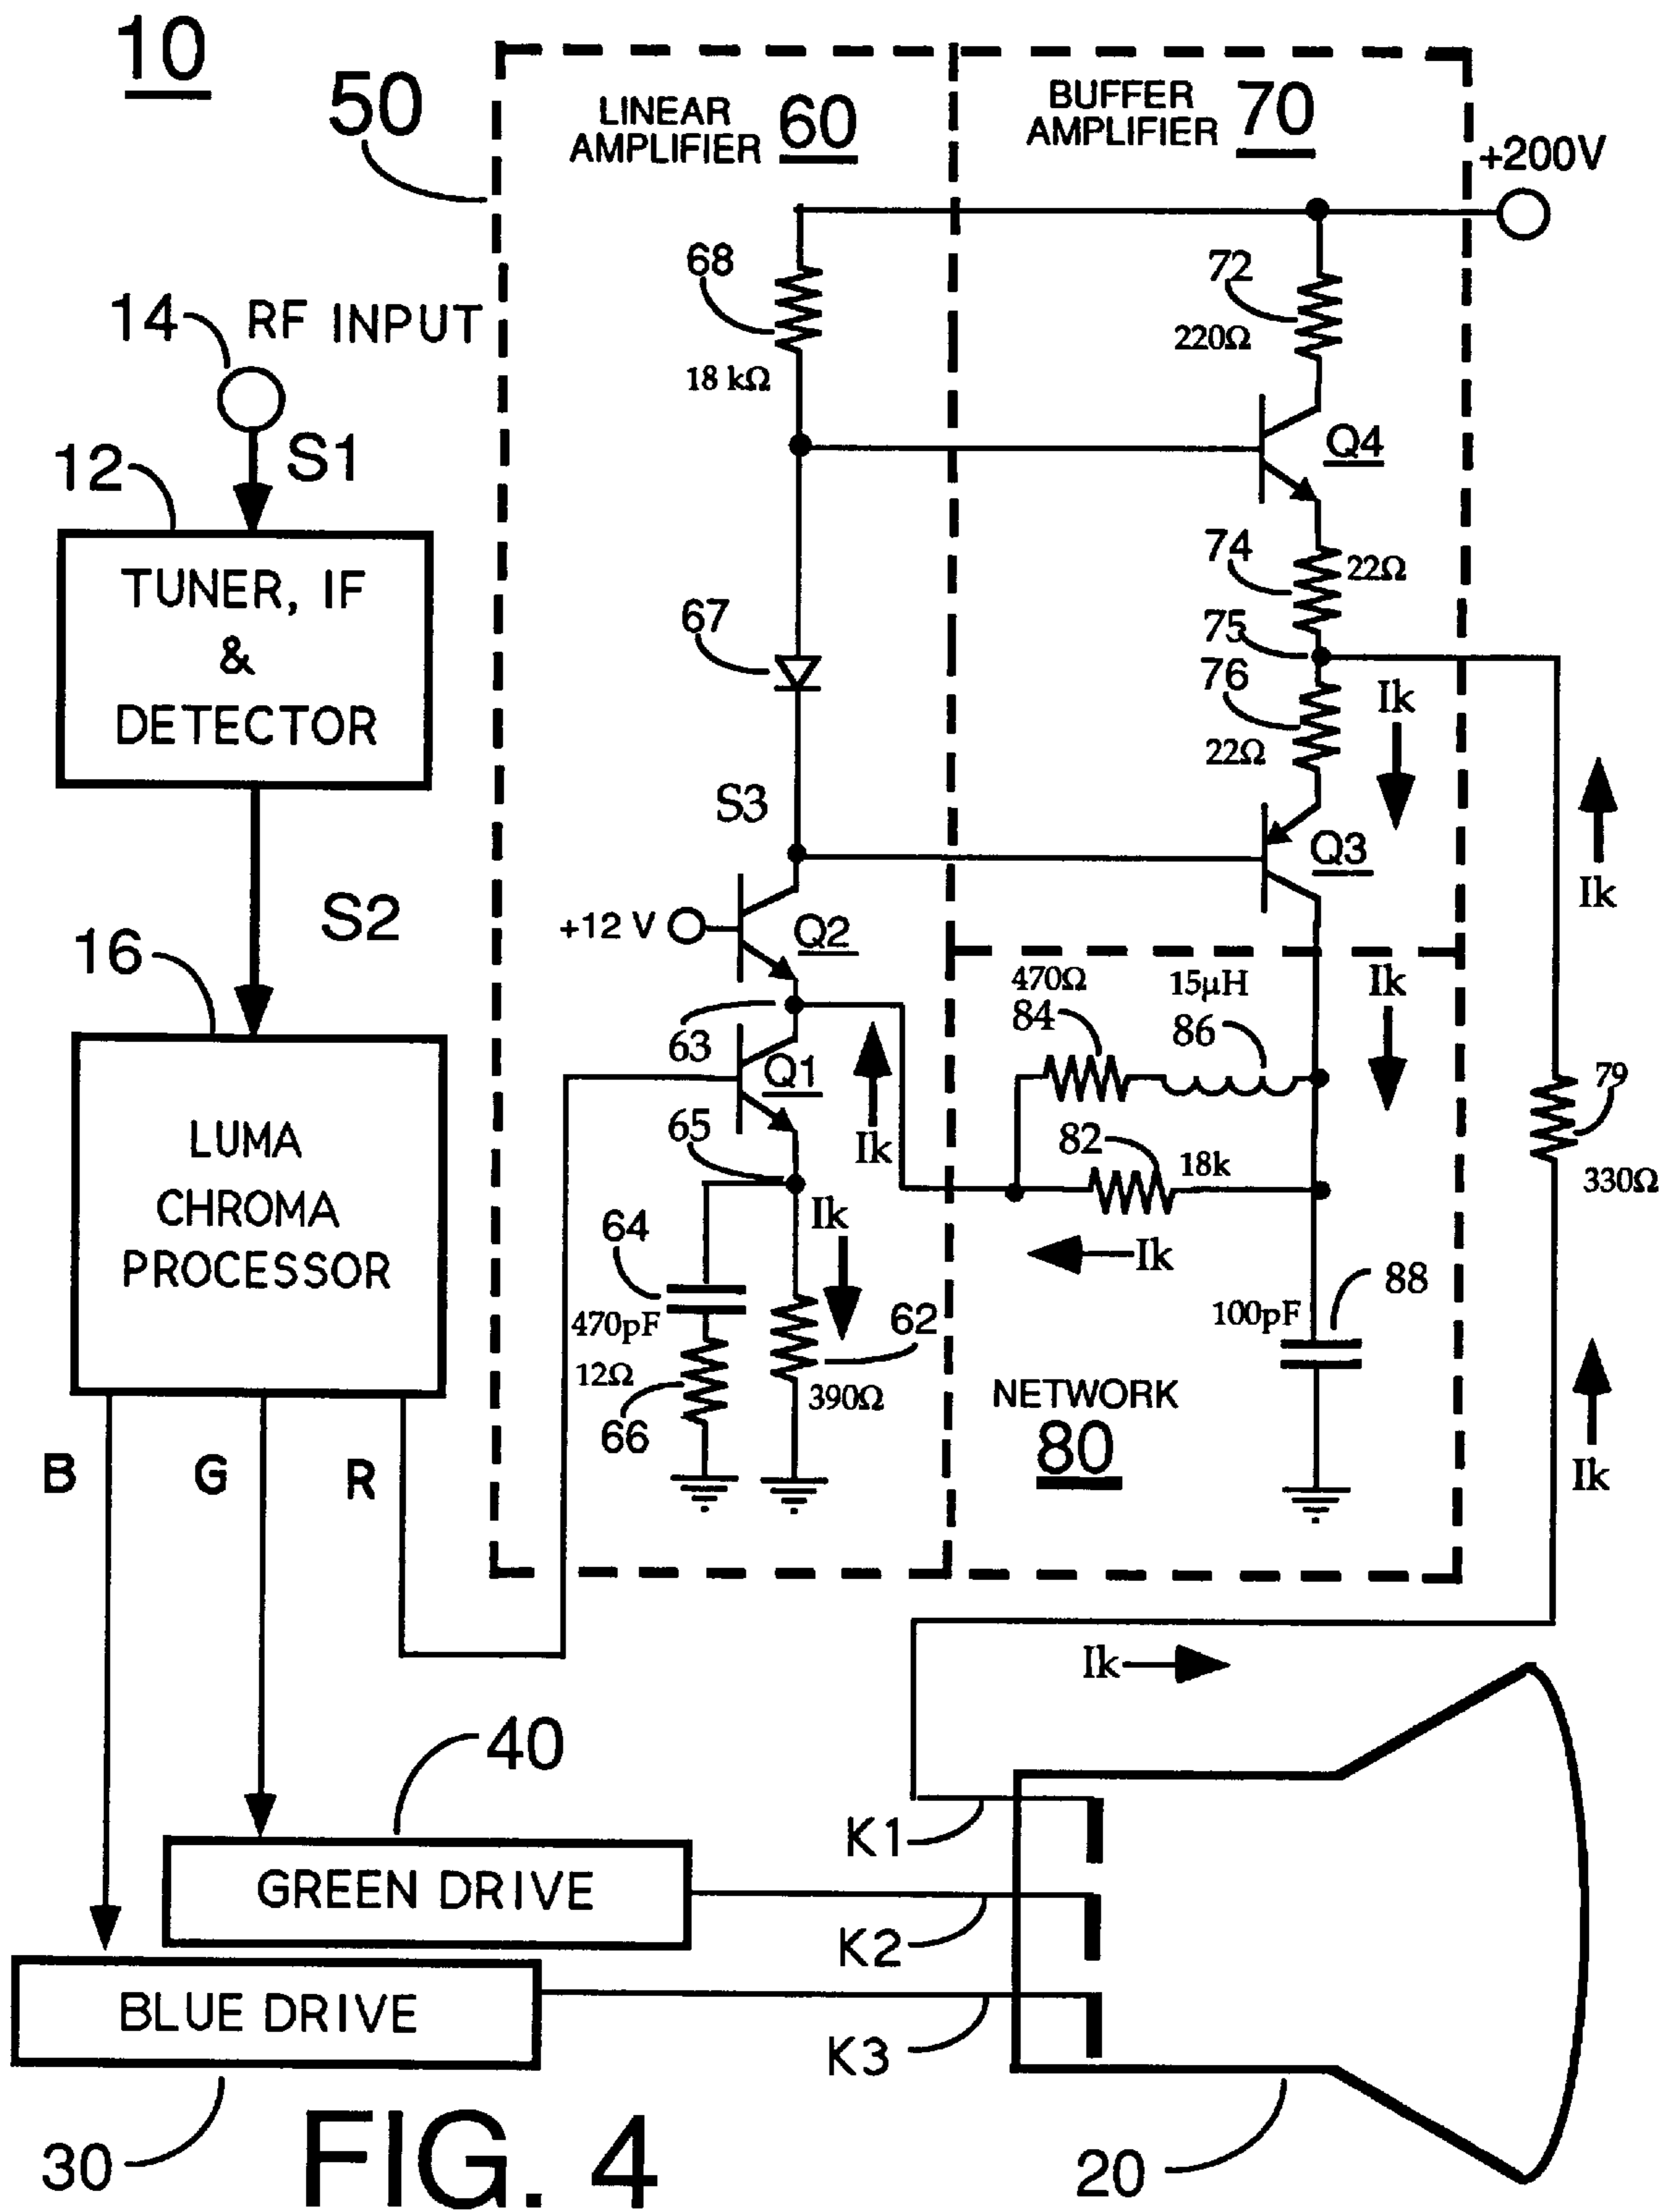 10
50
LINEAR
AMPLIFIER 60
BUFFER
AMPLIFIER 70
+200V
68
18 kΩ
72
220Ω
14
RF INPUT
S1
12
TUNER, IF
&
DETECTOR
Q4
74
22Ω
67
75
76
22Ω
Ik
S3
Q3
Ik
S2
+12 V
Q2
16
470Ω
84
15µH
86
Ik
63
Q1
LUMA
CHROMA
PROCESSOR
65
Ik
82
18k
79
330Ω
64
470pF
12Ω
66
Ik
62
390Ω
Ik
100pF
88
NETWORK
80
Ik
B
G
R
Ik
40
GREEN DRIVE
K1
K2
BLUE DRIVE
K3
30
FIG. 4
20